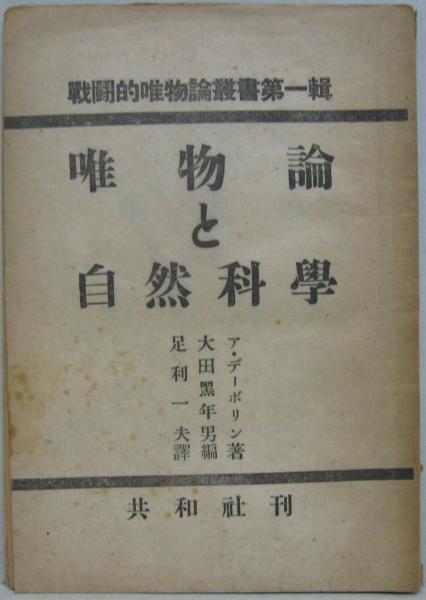 戰鬪的唯物論叢書第一輯
唯物論
と
自然科學
ア・デーボリン著
大田黑年男編
足利一夫譯
共和社刊